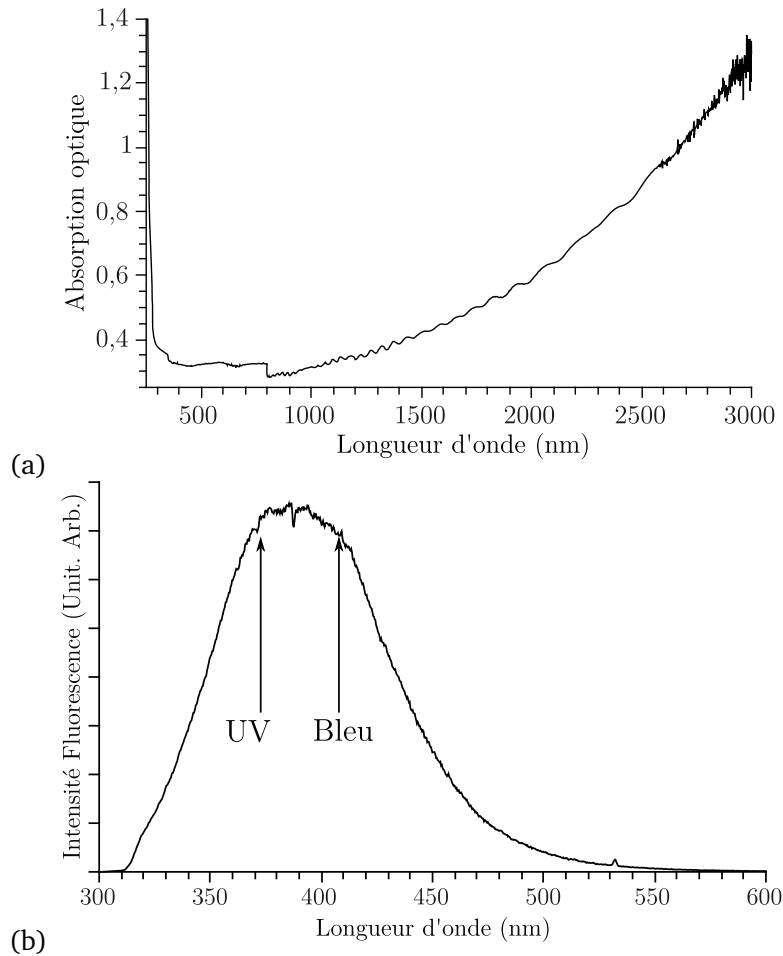 1,4
1,2
1
0,8
0,6
0,4
Absorption optique
500 1000 1500 2000 2500 3000
Longueur d'onde (nm)
(a)
Intensité Fluorescence (Unit. Arb.)
UV Bleu
300 350 400 450 500 550 600
Longueur d'onde (nm)
(b)